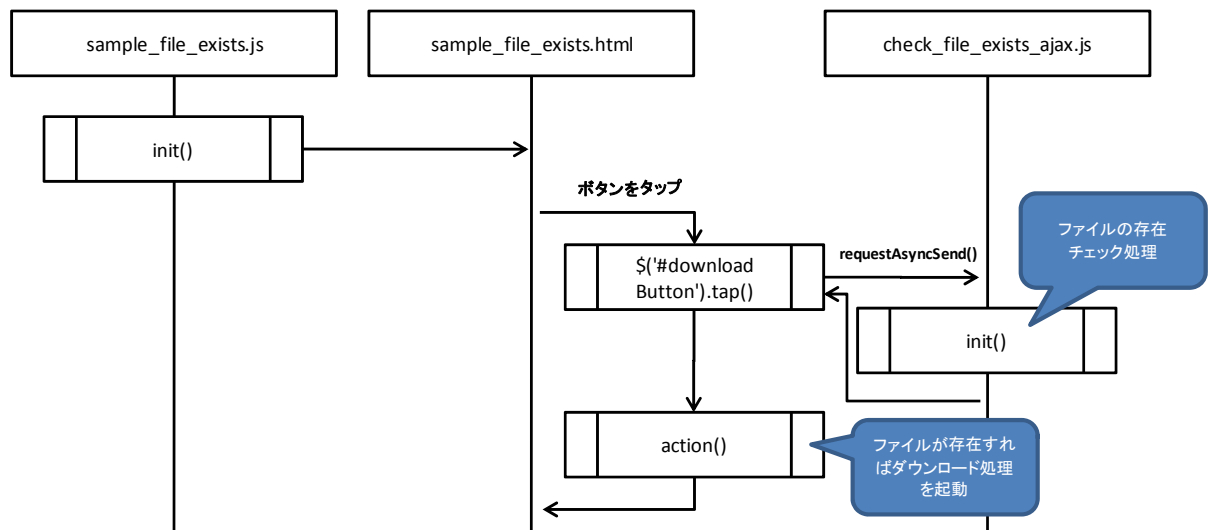 sample_file_exists.js
sample_file_exists.html
check_file_exists_ajax.js
init()
ボタンをタップ
$('#download
Button').tap()
requestAsyncSend()
ファイルの存在
チェック処理
init()
action()
ファイルが存在すれ
ばダウンロード処理
を起動